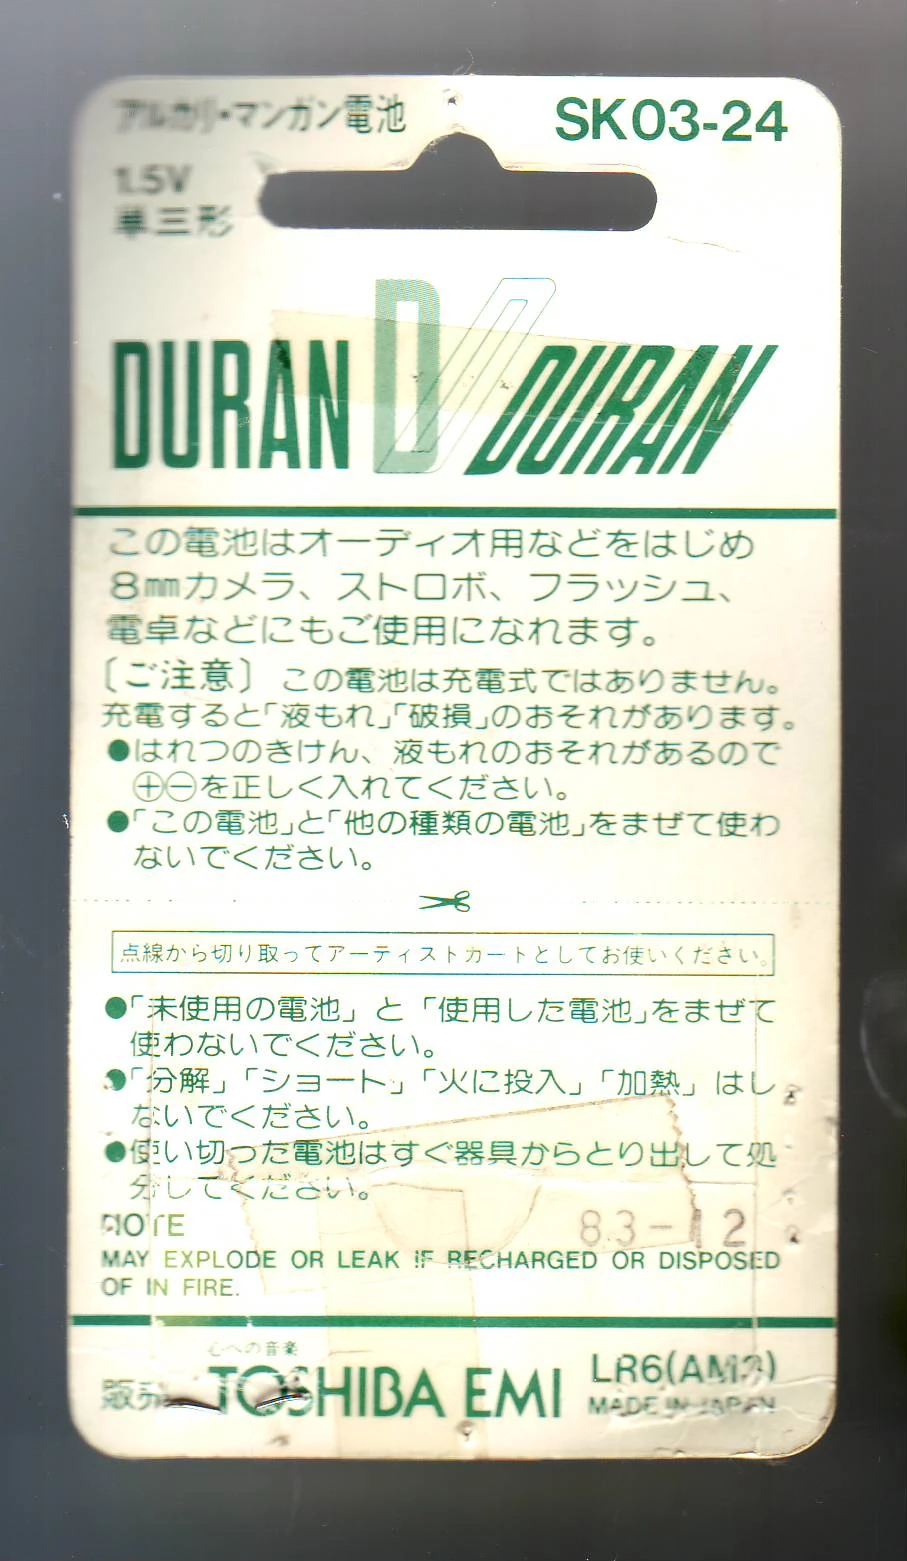 アルカリ・マンガン電池
SK03-24
1.5V
単三形
DURAN D D DURAN
この電池はオーディオ用などをはじめ
8mmカメラ、ストロボ、フラッシュ、
電卓などにもご使用になれます。
〔ご注意〕 この電池は充電式ではありません。
充電すると「液もれ」「破損」のおそれがあります。
●はれつのきけん、液もれのおそれがあるので
⊕⊖を正しく入れてください。
●「この電池」と「他の種類の電池」をまぜて使わ
ないでください。
点線から切り取ってアーティストカートとしてお使いください。
●「未使用の電池」と「使用した電池」をまぜて
使わないでください。
●「分解」「ショート」「火に投入」「加熱」はし
ないでください。
●使い切った電池はすぐ器具からとり出して処
分してください。
NOTE
83-12
MAY EXPLODE OR LEAK IF RECHARGED OR DISPOSED
OF IN FIRE.
心への音楽
販売 TOSHIBA EMI
LR6(AM3)
MADE IN JAPAN